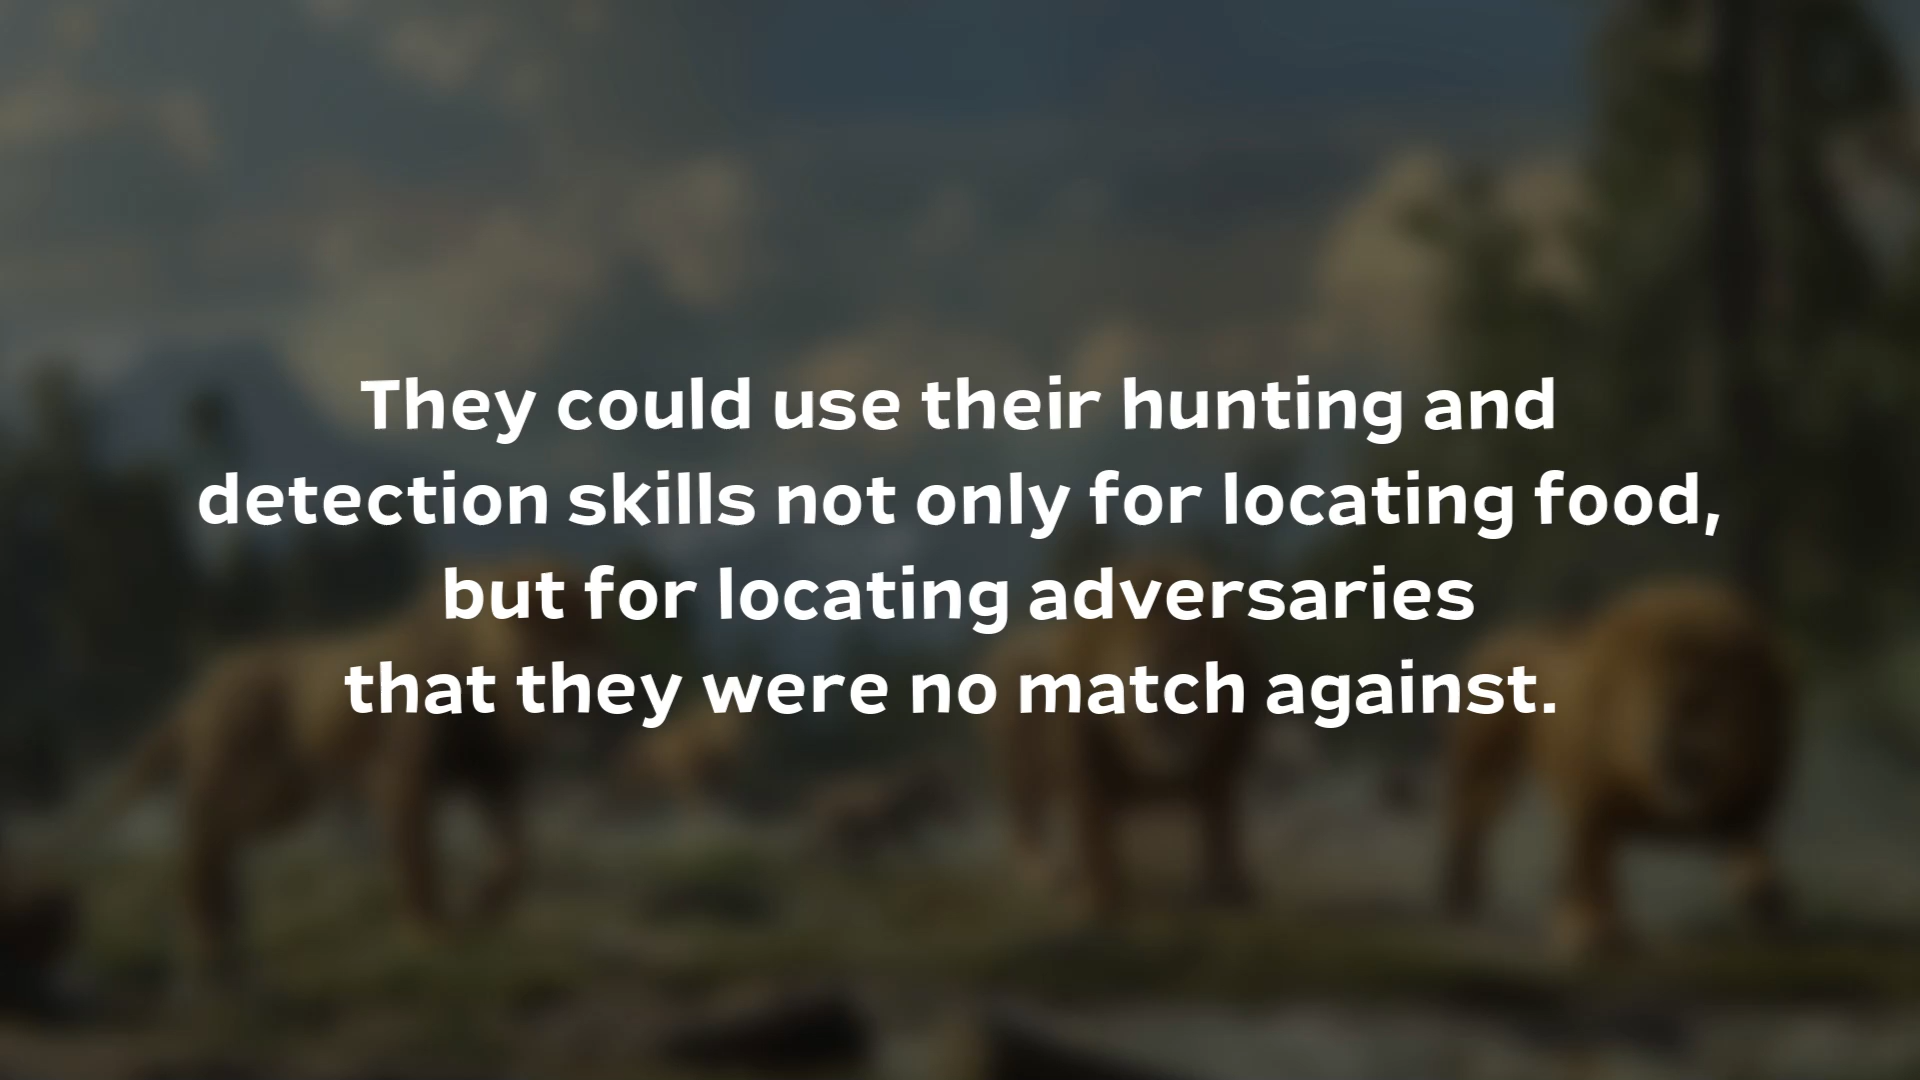 They could use their hunting and
detection skills not only for locating food,
but for locating adversaries
that they were no match against.